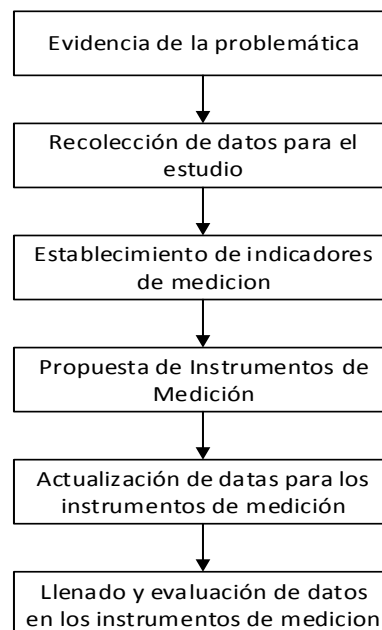 Evidencia de la problemática
Recolección de datos para el
estudio
Establecimiento de indicadores
de medicion
Propuesta de Instrumentos de
Medición
Actualización de datas para los
instrumentos de medición
Llenado y evaluación de datos
en los instrumentos de medicion